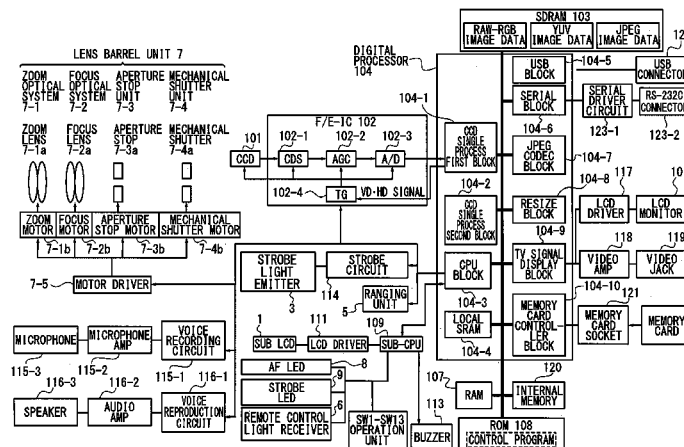 SDRAM 103
RAW-RGB
IMAGE DATA
YUV
IMAGE DATA
JPEG
IMAGE DATA
LENS BARREL UNIT 7
DIGITAL
PROCESSOR
104
ZOOM
OPTICAL
SYSTEM
7-1
FOCUS
OPTICAL
SYSTEM
7-2
APERTURE
STOP
UNIT
7-3
MECHANICAL
SHUTTER
UNIT
7-4
ZOOM
LENS
7-1a
FOCUS
LENS
7-2a
APERTURE
STOP
7-3a
MECHANICAL
SHUTTER
7-4a
ZOOM
MOTOR
FOCUS
MOTOR
APERTURE
STOP MOTOR
MECHANICAL
SHUTTER MOTOR
7-1b
7-2b
7-3b
7-4b
7-5
MOTOR DRIVER
F/E-IC 102
101
102-1
102-2
102-3
CCD
CDS
AGC
A/D
102-4
TG
VD·HD SIGNAL
104-1
CCD
SINGLE
PROCESS
FIRST BLOCK
104-2
CCD
SINGLE
PROCESS
SECOND BLOCK
CPU
BLOCK
104-3
LOCAL
SRAM
104-4
USB
BLOCK
104-5
SERIAL
BLOCK
104-6
JPEG
CODEC
BLOCK
104-7
104-8
RESIZE
BLOCK
104-9
TV SIGNAL
DISPLAY
BLOCK
104-10
MEMORY
CARD
CONTROL
LER
BLOCK
12
USB
CONNECTOR
SERIAL
DRIVER
CIRCUIT
123-1
RS-232C
CONNECTOR
123-2
117
LCD
DRIVER
10
LCD
MONITOR
118
VIDEO
AMP
119
VIDEO
JACK
121
MEMORY
CARD
SOCKET
MEMORY
CARD
STROBE
LIGHT
EMITTER
3
STROBE
CIRCUIT
114
RANGING
UNIT
5
1
SUB LCD
111
LCD DRIVER
109
SUB-CPU
AF LED
8
STROBE
LED
9
REMOTE CONTROL
LIGHT RECEIVER
6
SW1-SW13
OPERATION
UNIT
BUZZER
113
MICROPHONE
115-3
MICROPHONE
AMP
115-2
VOICE
RECORDING
CIRCUIT
115-1
116-3
SPEAKER
116-2
AUDIO
AMP
116-1
VOICE
REPRODUCTION
CIRCUIT
107
RAM
120
INTERNAL
MEMORY
ROM 108
CONTROL PROGRAM